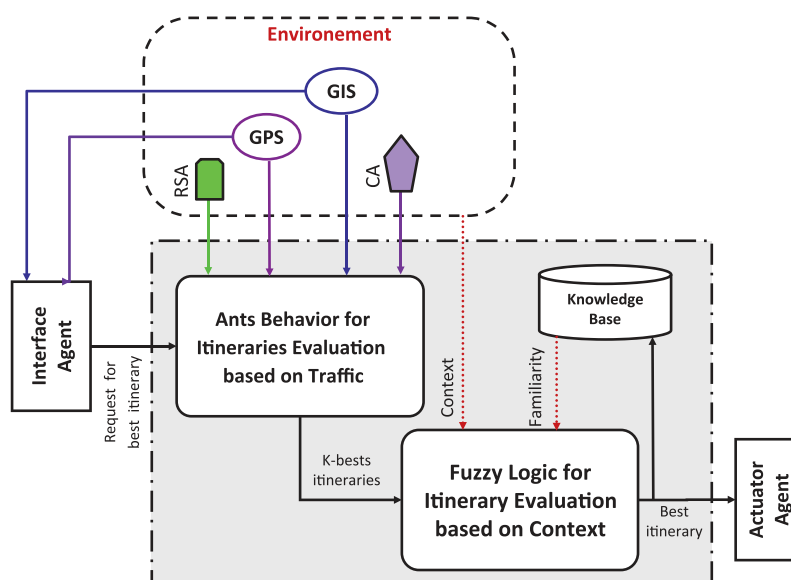 Environement
GIS
GPS
RSA
CA
Interface
Agent
Request for
best itinerary
Ants Behavior for
Itineraries Evaluation
based on Traffic
Knowledge
Base
Context
Familiarity
K-bests
itineraries
Fuzzy Logic for
Itinerary Evaluation
based on Context
Best
itinerary
Actuator
Agent